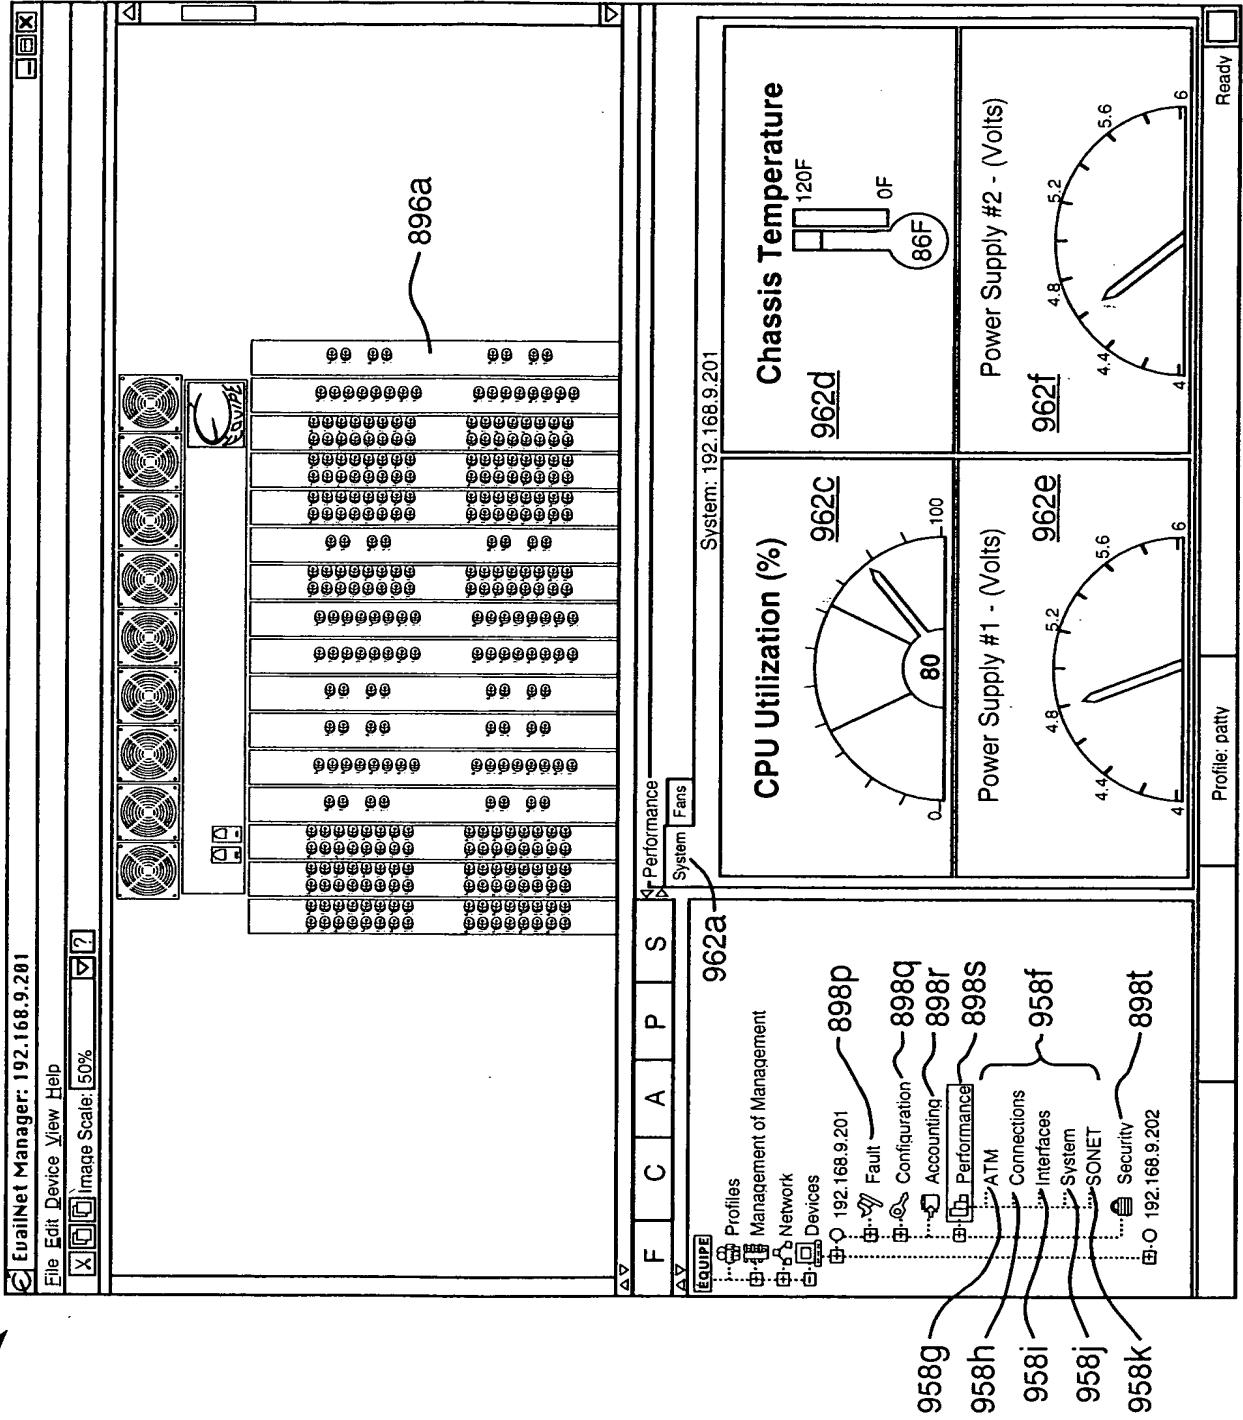 EuailNet Manager: 192.168.9.201
File Edit Device View Help
X Image Scale: 50% ?
EQUIPE
896a
F C A P S
EQUIPE
Profiles
Management of Management
Network
Devices
192.168.9.201
Fault
Configuration
Accounting
Performance
ATM
Connections
Interfaces
System
SONET
Security
192.168.9.202
962a
898p
898q
898r
898s
958f
898t
958g
958h
958i
958j
958k
Performance
System Fans
System: 192.168.9.201
CPU Utilization (%)
962c
0 100
80
Chassis Temperature
962d
120F
0F
86F
Power Supply #1 - (Volts)
962e
4 4.4 4.8 5.2 5.6 6
Power Supply #2 - (Volts)
962f
4 4.4 4.8 5.2 5.6 6
Profile: patty
Ready